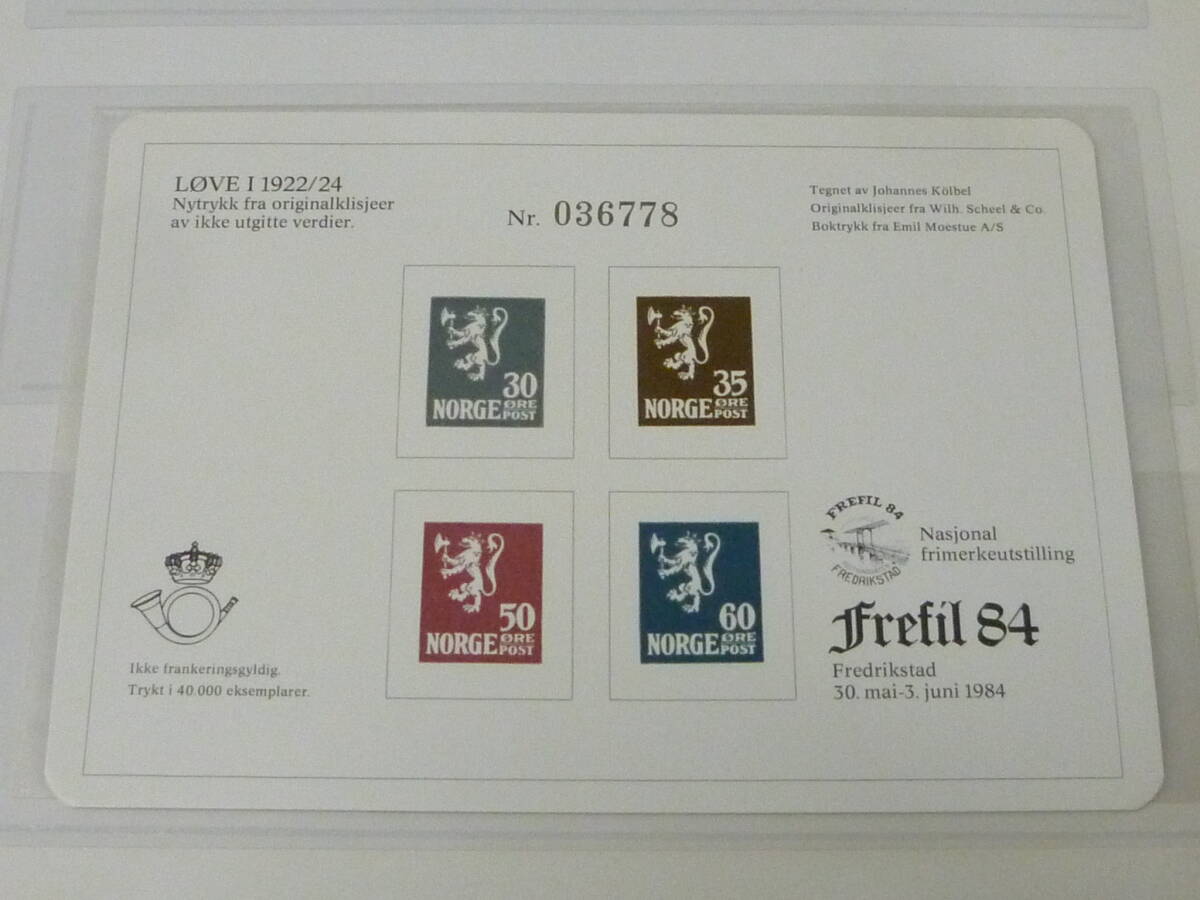 LØVE I 1922/24
Nytrykk fra originalklisjeer
av ikke utgitte verdier.
Nr. 036778
Tegnet av Johannes Kölbel
Originalklisjeer fra Wilh. Scheel & Co.
Boktrykk fra Emil Moestue A/S
30
NORGE ØRE POST
35
NORGE ØRE POST
50
NORGE ØRE POST
60
NORGE ØRE POST
Ikke frankeringsgyldig.
Trykt i 40.000 eksemplarer.
FREFIL 84
FREDRIKSTAD
Nasjonal
frimerkeutstilling
Frefil 84
Fredrikstad
30. mai-3. juni 1984